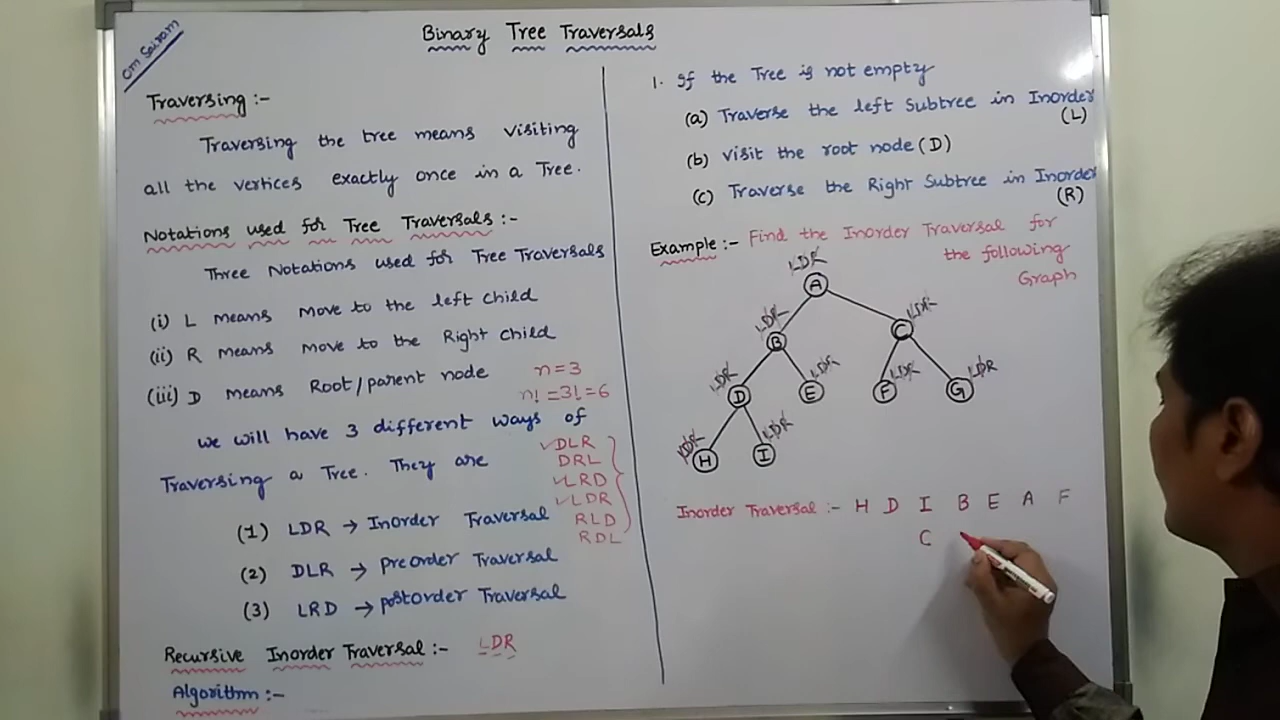 Om Sairam
Binary Tree Traversals
Traversing :-
Traversing the tree means visiting
all the vertices exactly once in a Tree.
Notations used for Tree Traversals :-
Three Notations used for Tree Traversals
(i) L means move to the left child
(ii) R means move to the Right child
(iii) D means Root/parent node
n=3
n! =3! =6
we will have 3 different ways of
Traversing a Tree. They are
DLR
DRL
LRD
LDR
RLD
RDL
(1) LDR → Inorder Traversal
(2) DLR → preorder Traversal
(3) LRD → postorder Traversal
Recursive Inorder Traversal :- LDR
Algorithm :-
1. If the Tree is not empty
(a) Traverse the left Subtree in Inorder
(L)
(b) visit the root node (D)
(c) Traverse the Right Subtree in Inorder
(R)
Example :- Find the Inorder Traversal for
the following
Graph
LDR
A
LDR LDR
B C
LDR LDR LDR LDR
D E F G
LDR LDR
H I
Inorder Traversal :- H D I B E A F
C